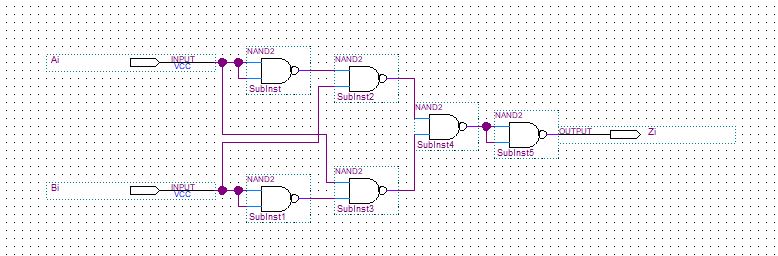 Ai
INPUT
VCC
NAND2
SubInst
NAND2
SubInst2
NAND2
SubInst4
NAND2
SubInst5
OUTPUT
Zi
Bi
INPUT
VCC
NAND2
SubInst1
NAND2
SubInst3